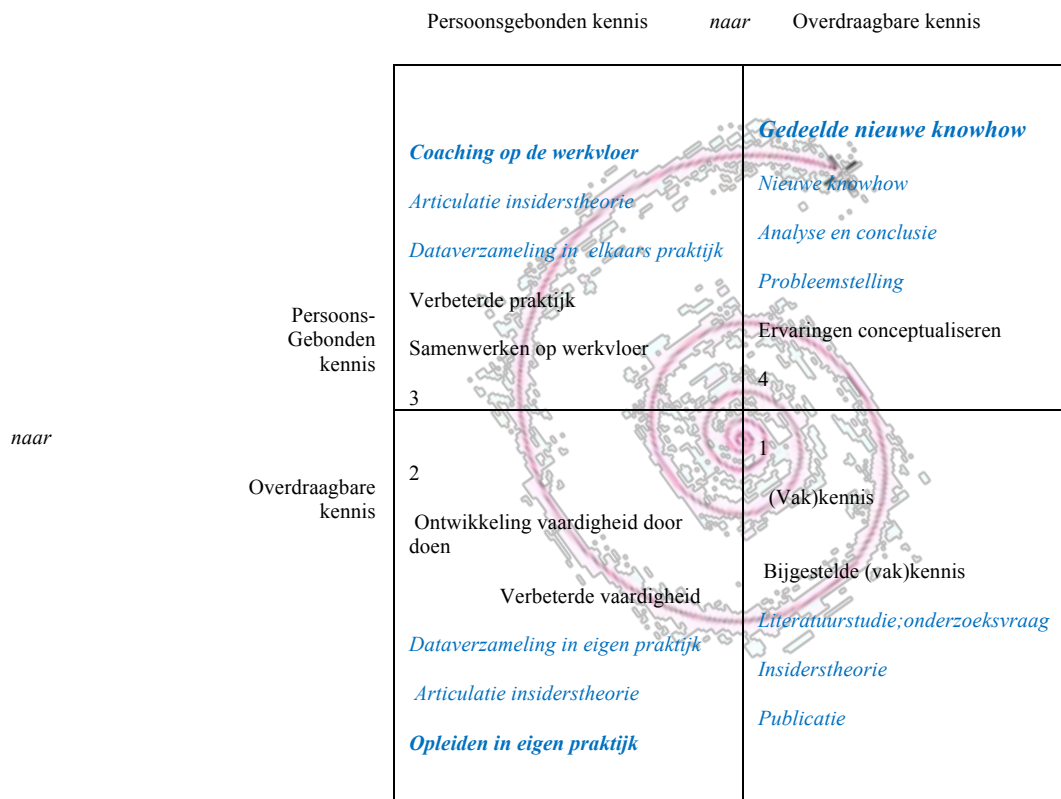 Persoonsgebonden kennis naar Overdraagbare kennis
Coaching op de werkvloer
Articulatie insiderstheorie
Dataverzameling in elkaars praktijk
Verbeterde praktijk
Samenwerken op werkvloer
3
Gedeelde nieuwe knowhow
Nieuwe knowhow
Analyse en conclusie
Probleemstelling
Ervaringen conceptualiseren
4
Persoons-
Gebonden
kennis
naar
Overdraagbare
kennis
2
Ontwikkeling vaardigheid door
doen
Verbeterde vaardigheid
Dataverzameling in eigen praktijk
Articulatie insiderstheorie
Opleiden in eigen praktijk
1
(Vak)kennis
Bijgestelde (vak)kennis
Literatuurstudie;onderzoeksvraag
Insiderstheorie
Publicatie